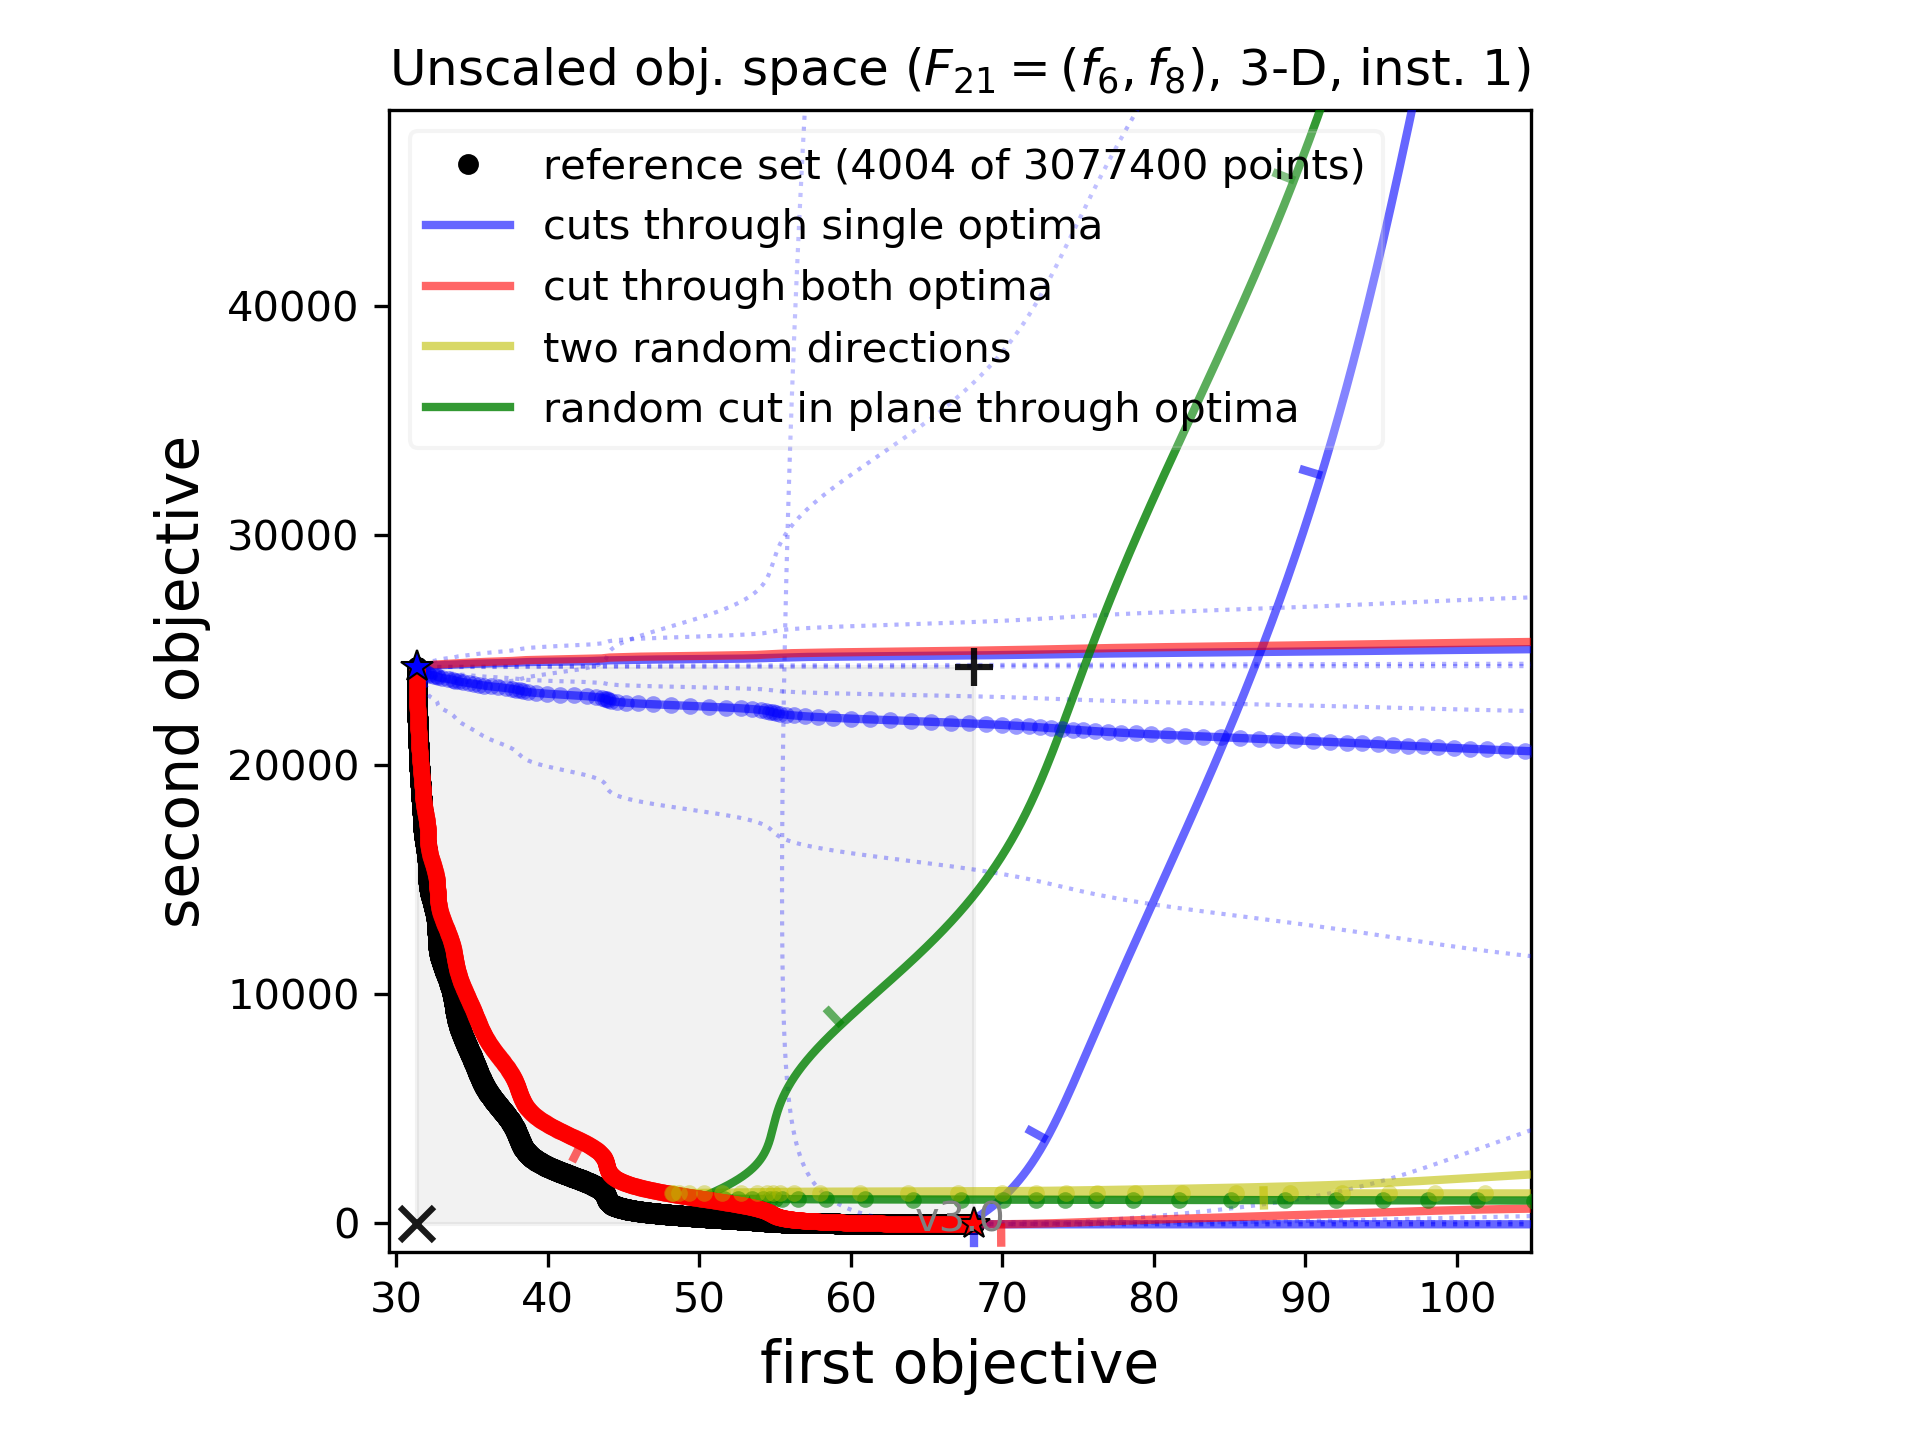 Unscaled obj. space (F₂₁ = (f₆, f₈), 3-D, inst. 1)
reference set (4004 of 3077400 points)
cuts through single optima
cut through both optima
two random directions
random cut in plane through optima
second objective
40000
30000
20000
10000
0
v3.0
30 40 50 60 70 80 90 100
first objective